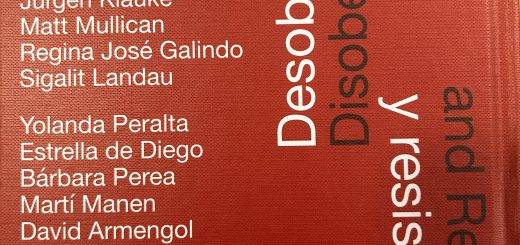 Jürgen Klauke
Matt Mullican
Regina José Galindo
Sigalit Landau
Yolanda Peralta
Estrella de Diego
Bárbara Perea
Martí Manen
David Armengol
Desob
Disob
y resis
and Re